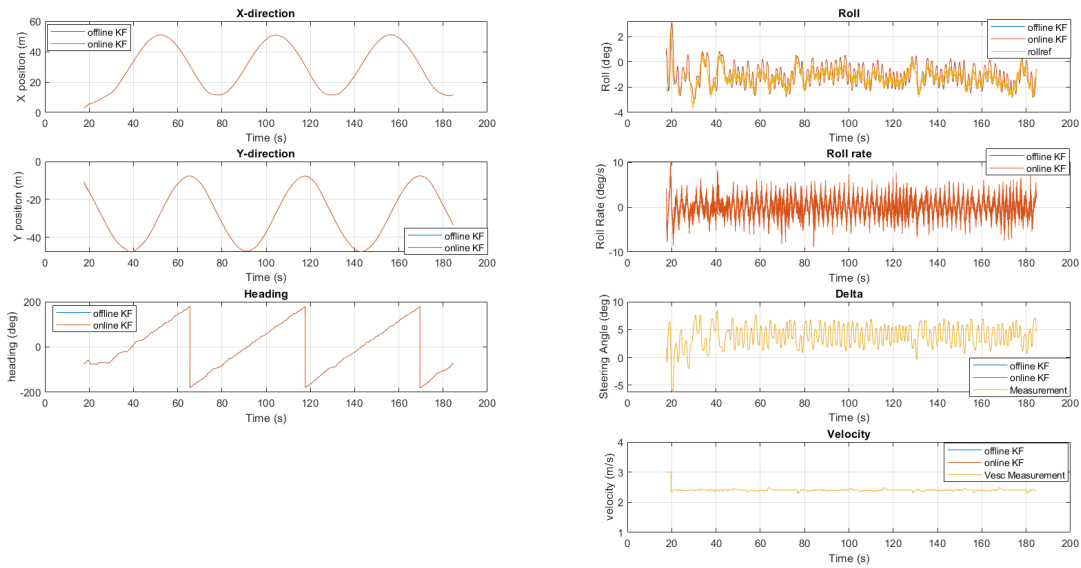 X-direction
offline KF
online KF
X position (m)
60
40
20
0
0 20 40 60 80 100 120 140 160 180 200
Time (s)
Y-direction
offline KF
online KF
Y position (m)
0
-20
-40
0 20 40 60 80 100 120 140 160 180 200
Time (s)
Heading
offline KF
online KF
heading (deg)
200
0
-200
0 20 40 60 80 100 120 140 160 180 200
Time (s)
Roll
offline KF
online KF
rollref
Roll (deg)
2
0
-2
-4
0 20 40 60 80 100 120 140 160 180 200
Time (s)
Roll rate
offline KF
online KF
Roll Rate (deg/s)
10
0
-10
0 20 40 60 80 100 120 140 160 180 200
Time (s)
Delta
offline KF
online KF
Measurement
Steering Angle (deg)
10
5
0
-5
0 20 40 60 80 100 120 140 160 180 200
Time (s)
Velocity
offline KF
online KF
Vesc Measurement
velocity (m/s)
4
3
2
1
0 20 40 60 80 100 120 140 160 180 200
Time (s)